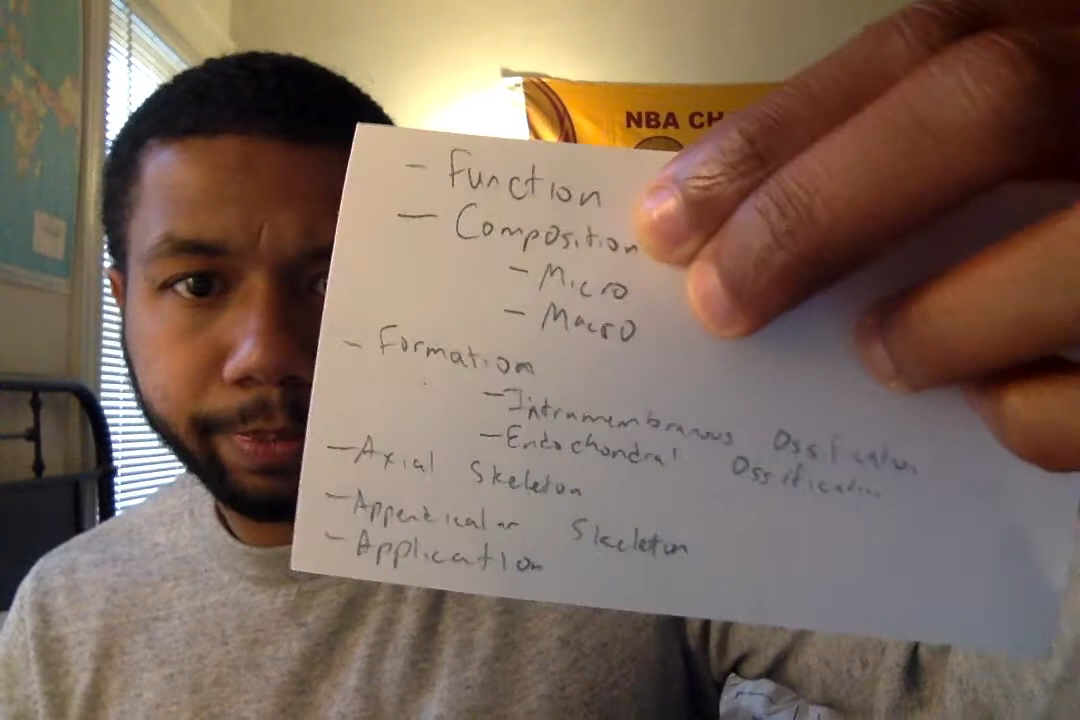 NBA CH
- Function
- Composition
- Micro
- Macro
- Formation
- Intramembranous Ossification
- Endochondral Ossification
- Axial Skeleton
- Appendicular Skeleton
- Application